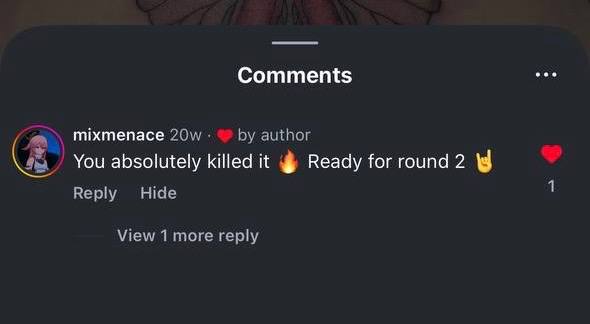 Comments
mixmenace 20w · ❤️ by author
You absolutely killed it 🔥 Ready for round 2 🤘
Reply Hide
1
View 1 more reply